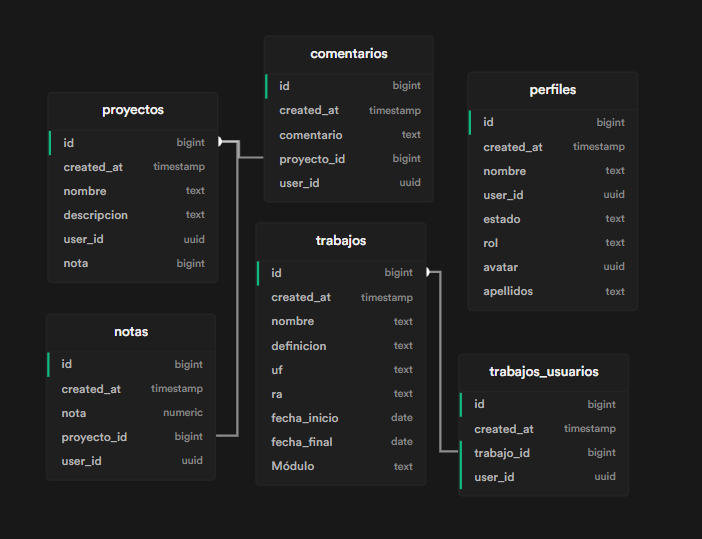 proyectos
id bigint
created_at timestamp
nombre text
descripcion text
user_id uuid
nota bigint
comentarios
id bigint
created_at timestamp
comentario text
proyecto_id bigint
user_id uuid
perfiles
id bigint
created_at timestamp
nombre text
user_id uuid
estado text
rol text
avatar uuid
apellidos text
notas
id bigint
created_at timestamp
nota numeric
proyecto_id bigint
user_id uuid
trabajos
id bigint
created_at timestamp
nombre text
definicion text
uf text
ra text
fecha_inicio date
fecha_final date
Módulo text
trabajos_usuarios
id bigint
created_at timestamp
trabajo_id bigint
user_id uuid